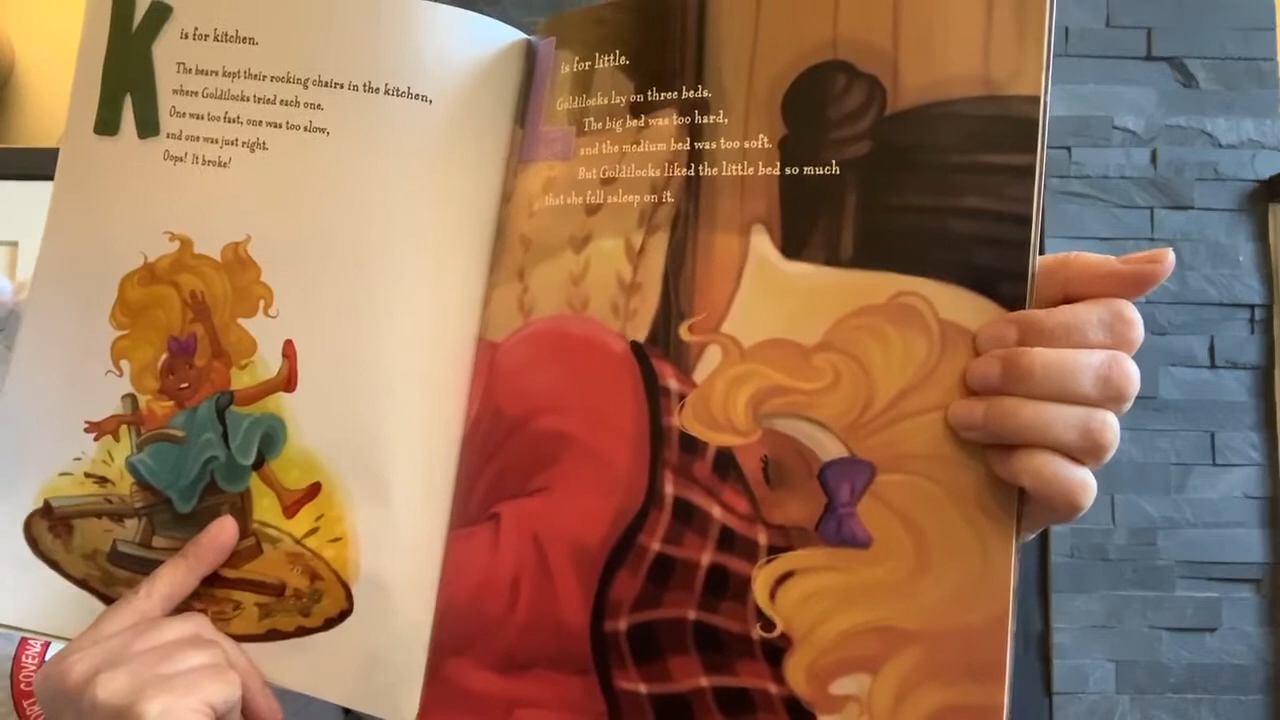 K
is for kitchen.
The bears kept their rocking chairs in the kitchen,
where Goldilocks tried each one.
One was too fast, one was too slow,
and one was just right.
Oops! It broke!
L
is for little.
Goldilocks lay on three beds.
The big bed was too hard,
and the medium bed was too soft.
But Goldilocks liked the little bed so much
that she fell asleep on it.